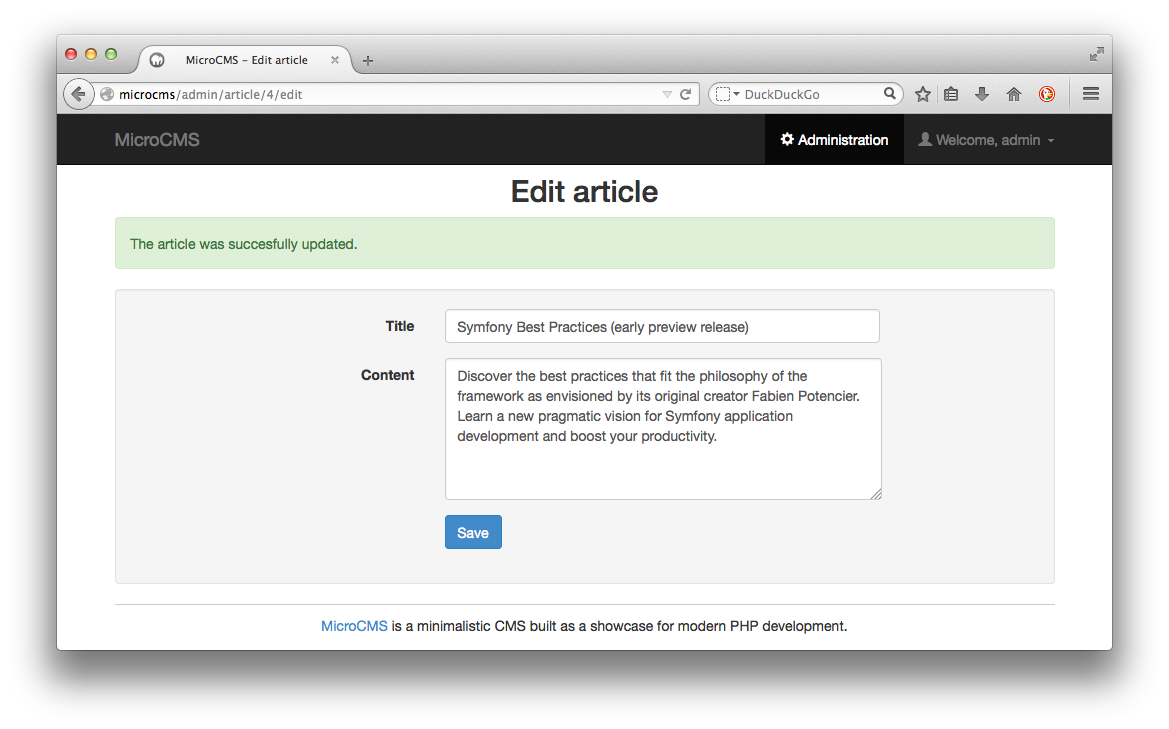 MicroCMS – Edit article
microcms/admin/article/4/edit
DuckDuckGo
MicroCMS
Administration
Welcome, admin
Edit article
The article was succesfully updated.
Title
Symfony Best Practices (early preview release)
Content
Discover the best practices that fit the philosophy of the
framework as envisioned by its original creator Fabien Potencier.
Learn a new pragmatic vision for Symfony application
development and boost your productivity.
Save
MicroCMS is a minimalistic CMS built as a showcase for modern PHP development.